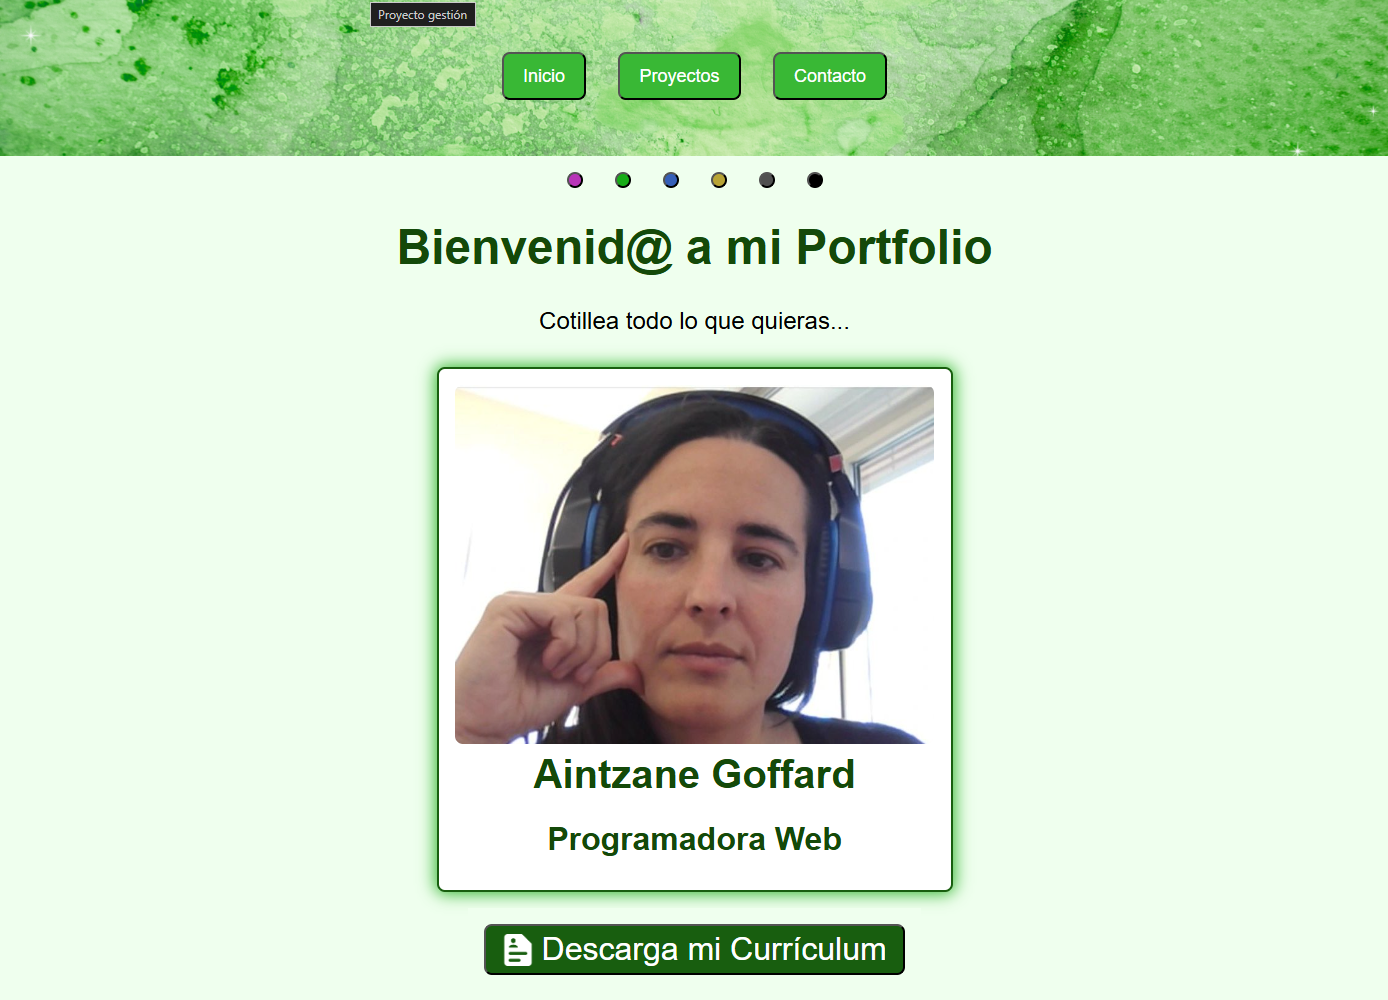 Proyecto gestión
Inicio
Proyectos
Contacto
Bienvenid@ a mi Portfolio
Cotillea todo lo que quieras...
Aintzane Goffard
Programadora Web
Descarga mi Currículum